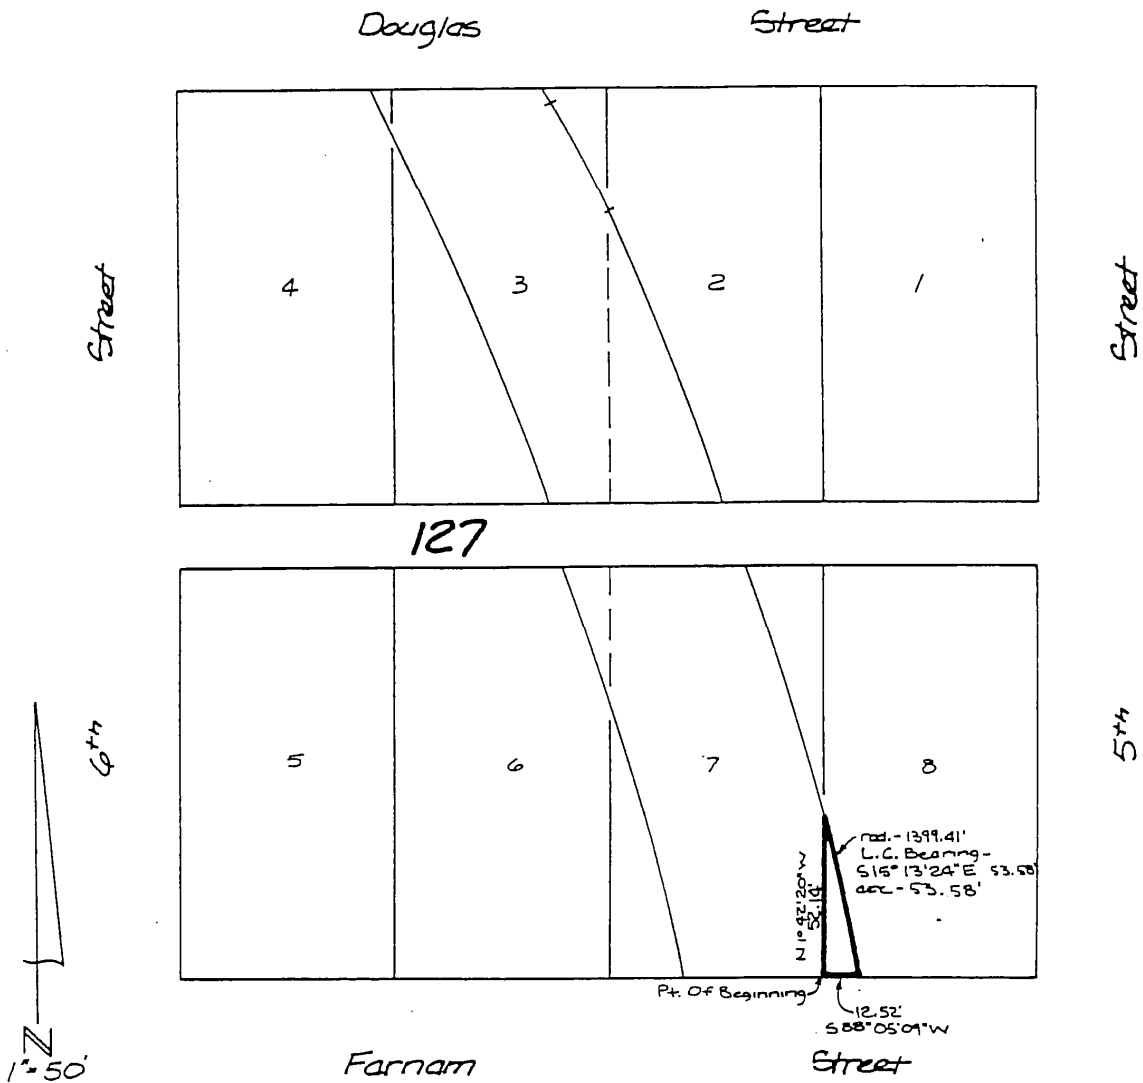 Douglas Street
Street
Street
4
3
2
1
127
6th
5th
5
6
7
8
rad.-1399.41'
L.C. Bearing-
S15°13'24"E 53.58'
arc-53.58'
N1°42'20"W
52.14'
Pt. Of Beginning
12.52'
S88°05'09"W
N
1"=50'
Farnam Street